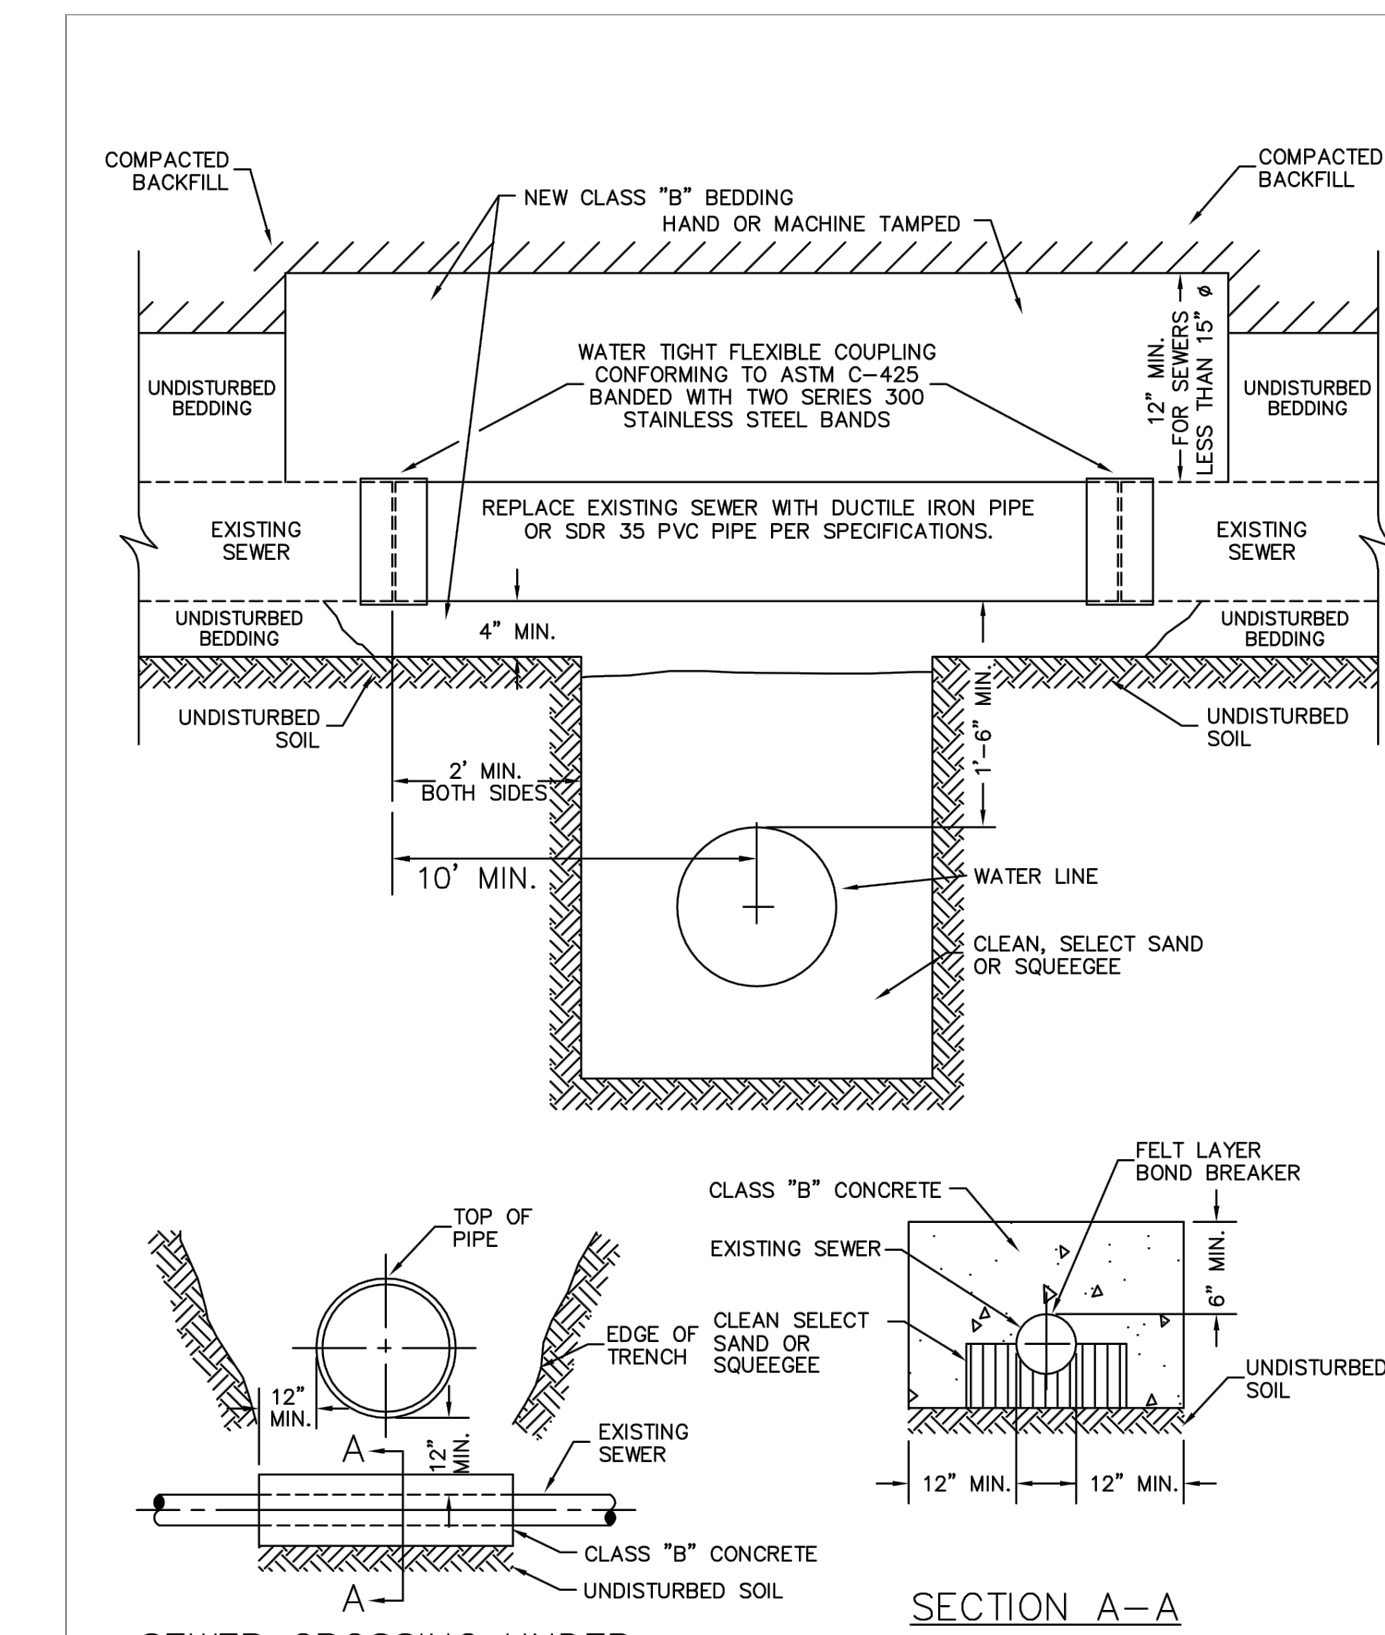 COMPACTED
BACKFILL
COMPACTED
BACKFILL
NEW CLASS "B" BEDDING
HAND OR MACHINE TAMPED
12" MIN.
FOR SEWERS
LESS THAN 15" ø
WATER TIGHT FLEXIBLE COUPLING
CONFORMING TO ASTM C-425
BANDED WITH TWO SERIES 300
STAINLESS STEEL BANDS
UNDISTURBED
BEDDING
UNDISTURBED
BEDDING
EXISTING
SEWER
REPLACE EXISTING SEWER WITH DUCTILE IRON PIPE
OR SDR 35 PVC PIPE PER SPECIFICATIONS.
EXISTING
SEWER
UNDISTURBED
BEDDING
4" MIN.
UNDISTURBED
BEDDING
UNDISTURBED
SOIL
1'-6" MIN.
UNDISTURBED
SOIL
2' MIN.
BOTH SIDES
10' MIN.
WATER LINE
CLEAN, SELECT SAND
OR SQUEEGEE
TOP OF
PIPE
EDGE OF
TRENCH
12"
MIN.
12"
MIN.
A
EXISTING
SEWER
CLASS "B" CONCRETE
UNDISTURBED SOIL
A
SEWER CROSSING UNDER
FELT LAYER
BOND BREAKER
CLASS "B" CONCRETE
EXISTING SEWER
CLEAN SELECT
SAND OR
SQUEEGEE
6" MIN.
UNDISTURBED
SOIL
12" MIN.
12" MIN.
SECTION A-A